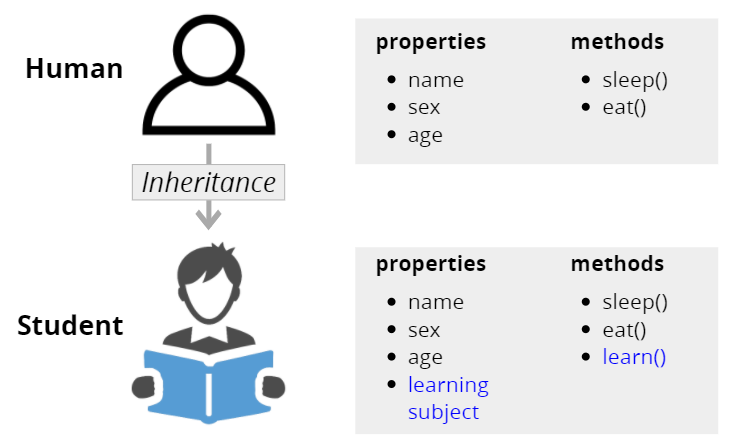 Human
properties
name
sex
age
methods
sleep()
eat()
Inheritance
Student
properties
name
sex
age
learning
subject
methods
sleep()
eat()
learn()